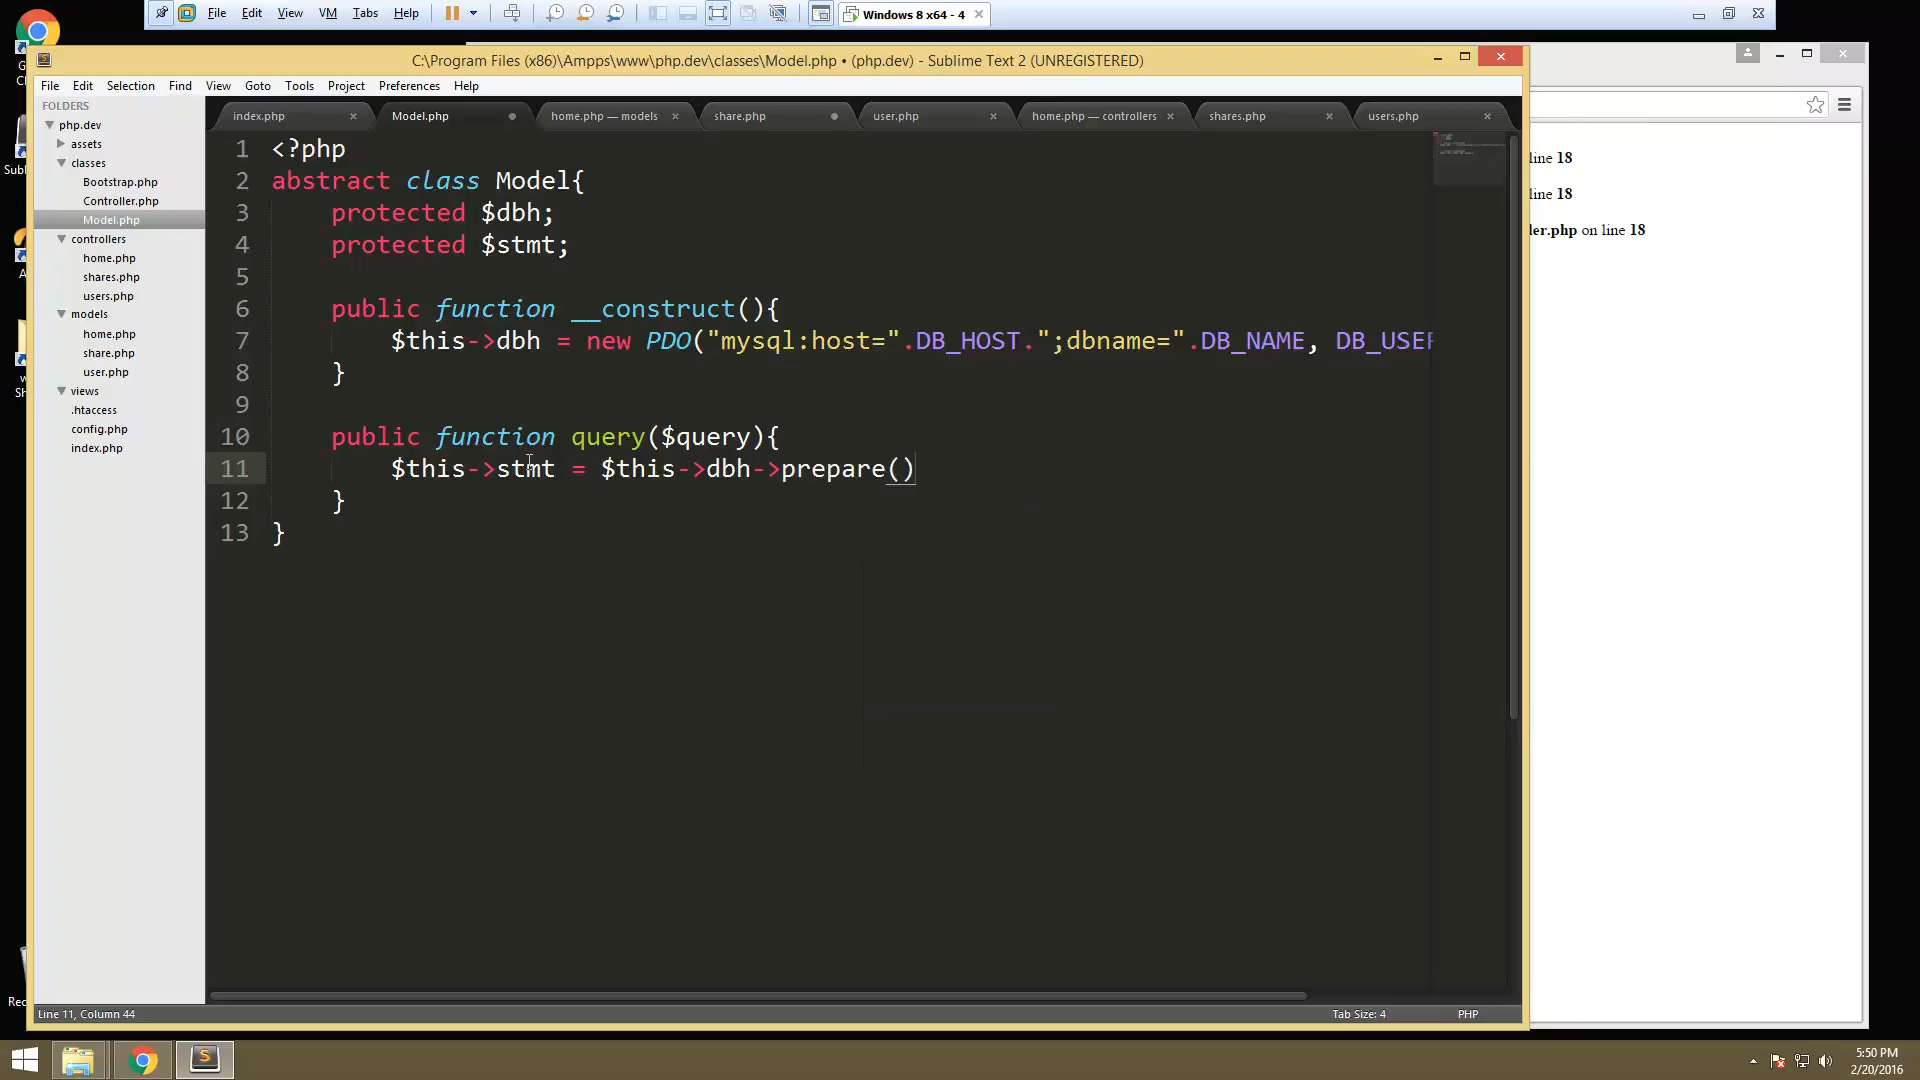 File Edit View VM Tabs Help
Windows 8 x64 - 4
C:\Program Files (x86)\Ampps\www\php.dev\classes\Model.php • (php.dev) - Sublime Text 2 (UNREGISTERED)
File Edit Selection Find View Goto Tools Project Preferences Help
FOLDERS
php.dev
assets
classes
Bootstrap.php
Controller.php
Model.php
controllers
home.php
shares.php
users.php
models
home.php
share.php
user.php
views
.htaccess
config.php
index.php
index.php Model.php home.php — models share.php user.php home.php — controllers shares.php users.php
1 <?php
2 abstract class Model{
3 protected $dbh;
4 protected $stmt;
5
6 public function __construct(){
7 $this->dbh = new PDO("mysql:host=".DB_HOST.";dbname=".DB_NAME, DB_USER
8 }
9
10 public function query($query){
11 $this->stmt = $this->dbh->prepare()
12 }
13 }
line 18
line 18
ler.php on line 18
Line 11, Column 44
Tab Size: 4
PHP
5:50 PM
2/20/2016